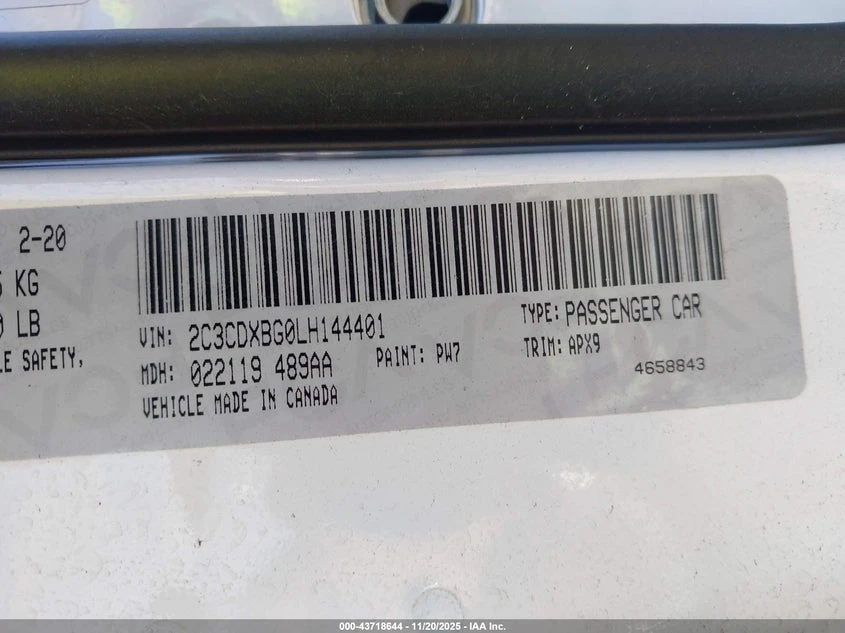 2-20
KG
LB
LE SAFETY,
VIN: 2C3CDXBG0LH144401
TYPE: PASSENGER CAR
MDH: 022119 489AA
PAINT: PW7
TRIM: APX9
4658843
VEHICLE MADE IN CANADA
000-43718644 - 11/20/2025 - IAA Inc.